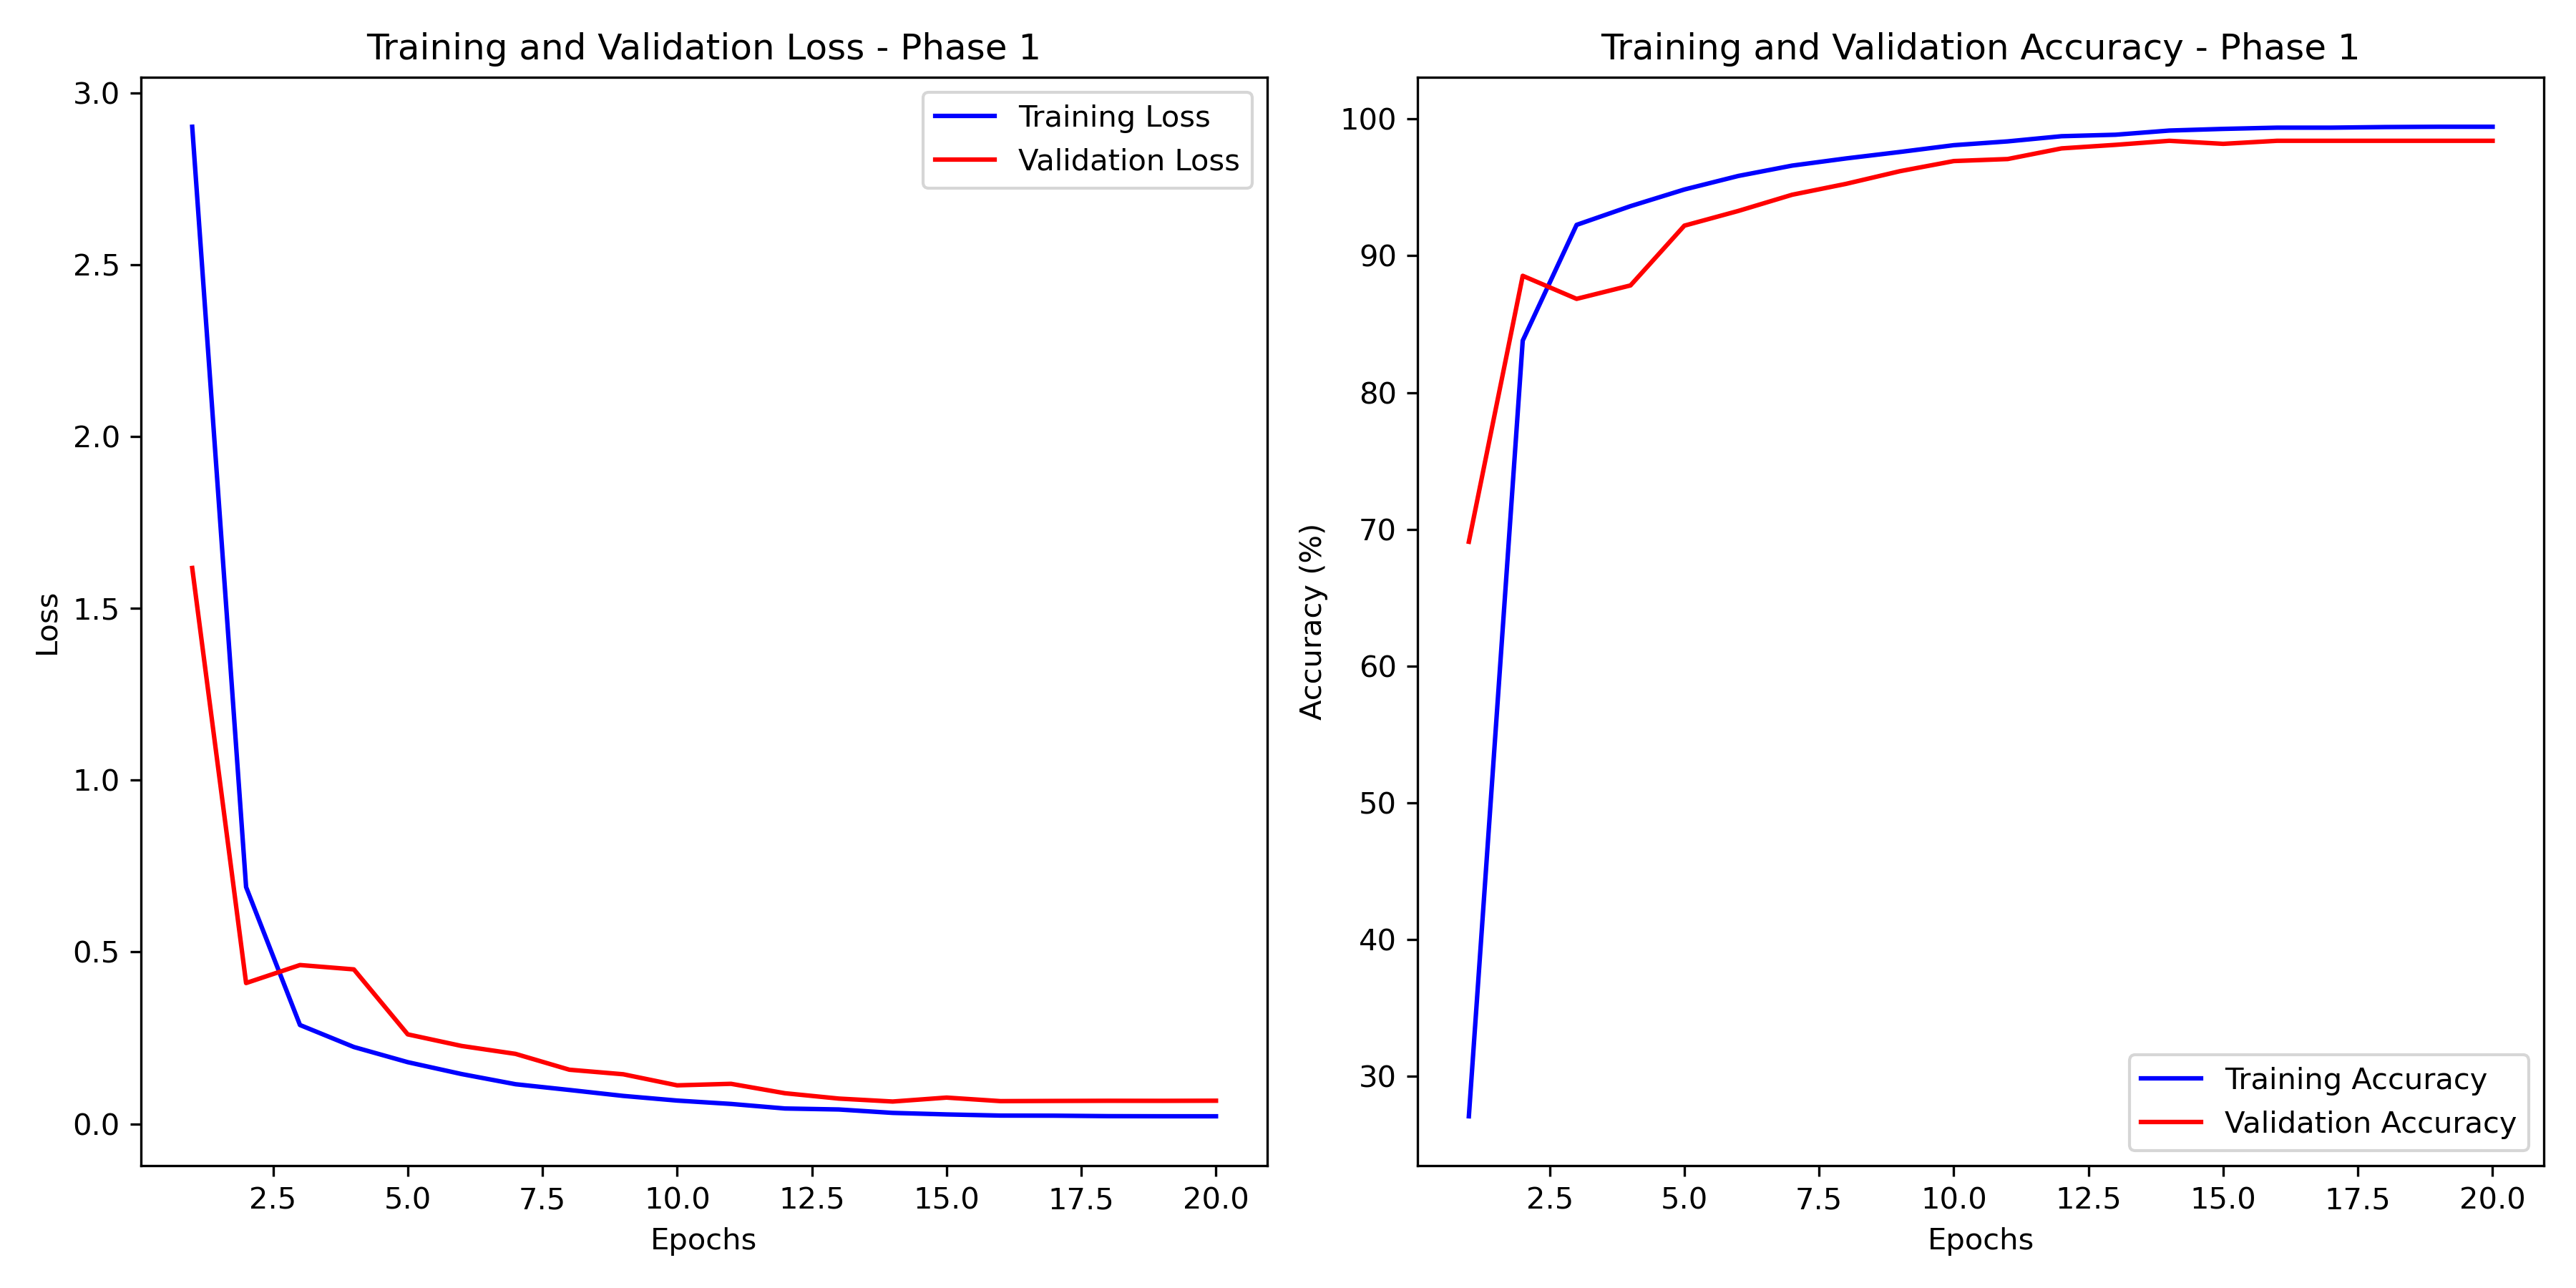 Training and Validation Loss - Phase 1
3.0
2.5
2.0
1.5
1.0
0.5
0.0
Loss
Training Loss
Validation Loss
2.5 5.0 7.5 10.0 12.5 15.0 17.5 20.0
Epochs
Training and Validation Accuracy - Phase 1
100
90
80
70
60
50
40
30
Accuracy (%)
Training Accuracy
Validation Accuracy
2.5 5.0 7.5 10.0 12.5 15.0 17.5 20.0
Epochs